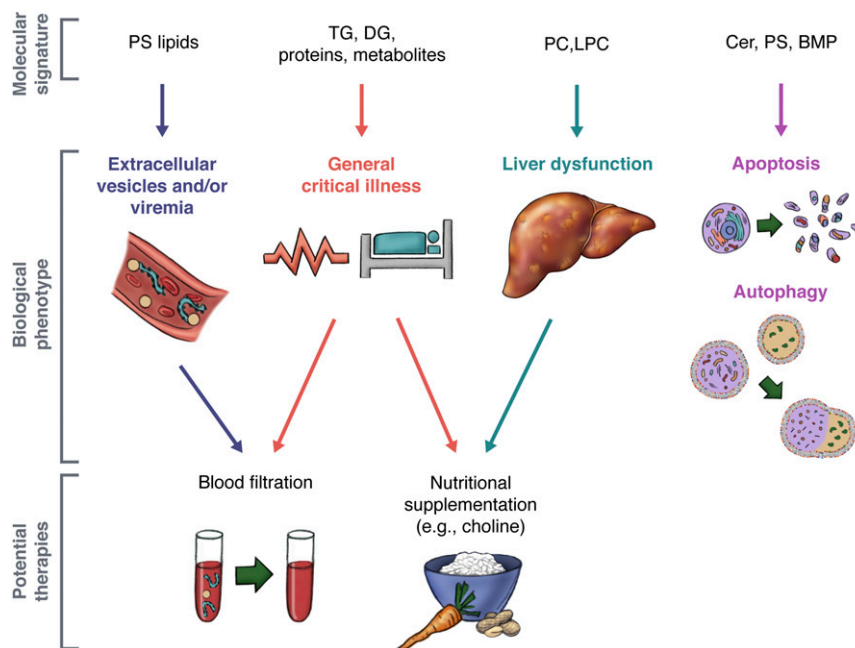 Molecular
signature
PS lipids
TG, DG,
proteins, metabolites
PC,LPC
Cer, PS, BMP
Biological
phenotype
Extracellular
vesicles and/or
viremia
General
critical illness
Liver dysfunction
Apoptosis
Autophagy
Potential
therapies
Blood filtration
Nutritional
supplementation
(e.g., choline)